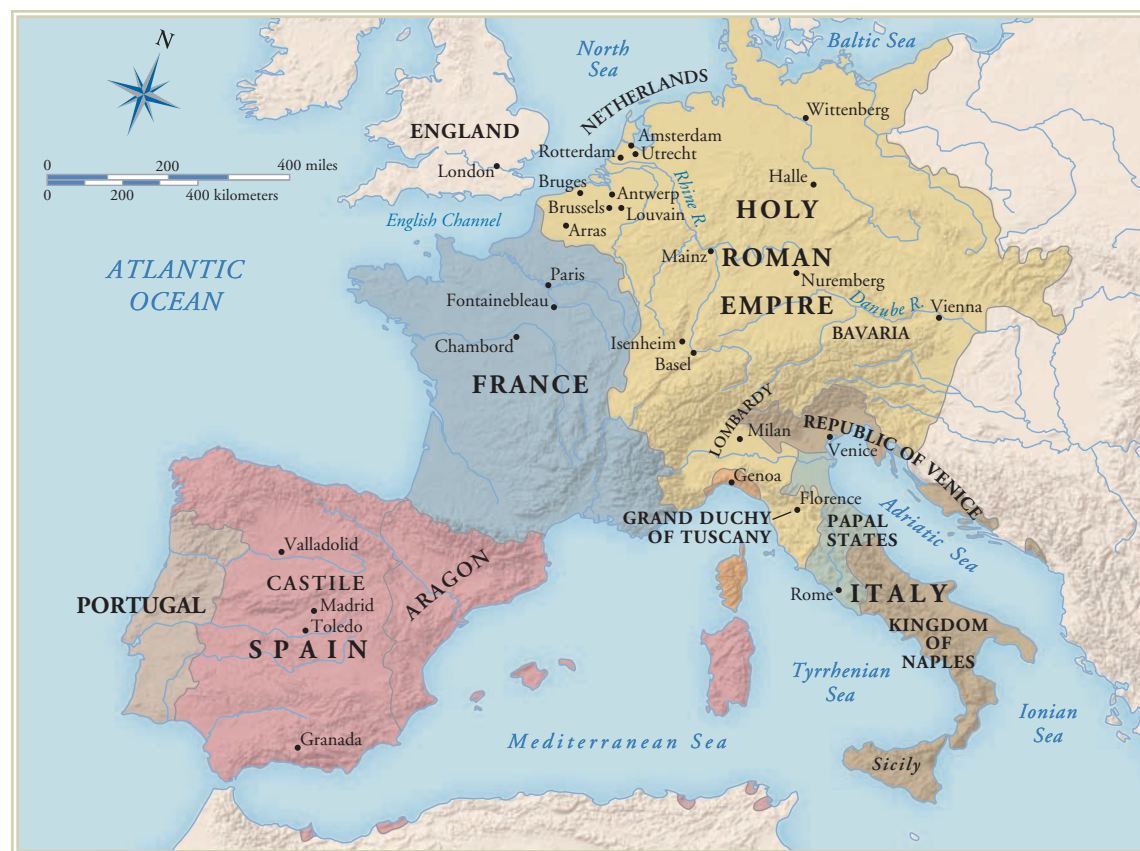 N
0 200 400 miles
0 200 400 kilometers
North
Sea
Baltic Sea
NETHERLANDS
ENGLAND
London
Amsterdam
Rotterdam
Utrecht
Wittenberg
Halle
Bruges
Antwerp
Brussels
Louvain
Arras
Rhine R.
English Channel
HOLY
ROMAN
EMPIRE
Mainz
Nuremberg
Danube R.
Vienna
BAVARIA
ATLANTIC
OCEAN
Paris
Fontainebleau
Chambord
FRANCE
Isenheim
Basel
LOMBARDY
Milan
REPUBLIC OF VENICE
Venice
Genoa
Florence
GRAND DUCHY
OF TUSCANY
PAPAL
STATES
Adriatic Sea
Valladolid
CASTILE
ARAGON
PORTUGAL
Madrid
Toledo
SPAIN
Granada
Rome
ITALY
KINGDOM
OF
NAPLES
Tyrrhenian
Sea
Ionian
Sea
Mediterranean Sea
Sicily